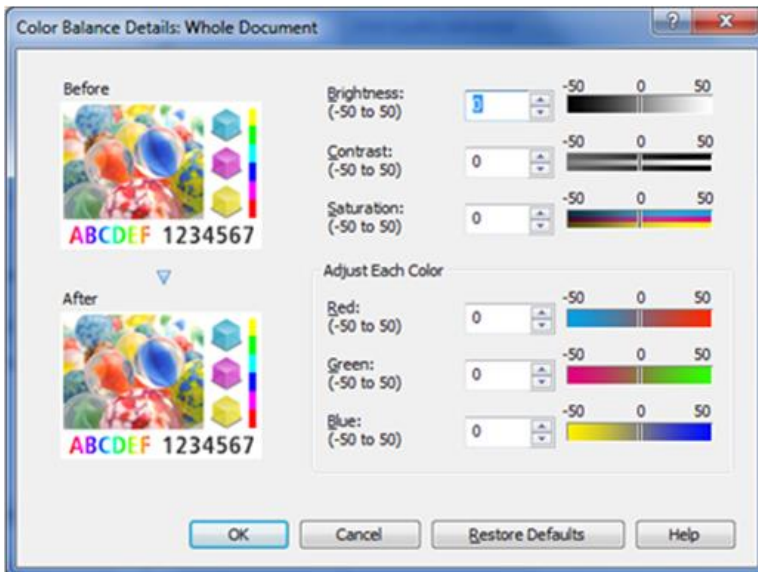 Color Balance Details: Whole Document
Before
ABCDEF 1234567
After
ABCDEF 1234567
Brightness:
(-50 to 50)
0
-50 0 50
Contrast:
(-50 to 50)
0
-50 0 50
Saturation:
(-50 to 50)
0
-50 0 50
Adjust Each Color
Red:
(-50 to 50)
0
-50 0 50
Green:
(-50 to 50)
0
-50 0 50
Blue:
(-50 to 50)
0
-50 0 50
OK Cancel Restore Defaults Help